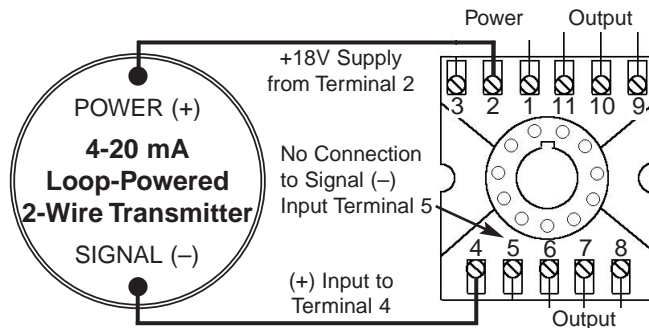 Power
Output
+18V Supply
from Terminal 2
3 2 1 11 10 9
POWER (+)
4-20 mA
Loop-Powered
2-Wire Transmitter
SIGNAL (–)
No Connection
to Signal (–)
Input Terminal 5
4 5 6 7 8
(+) Input to
Terminal 4
Output